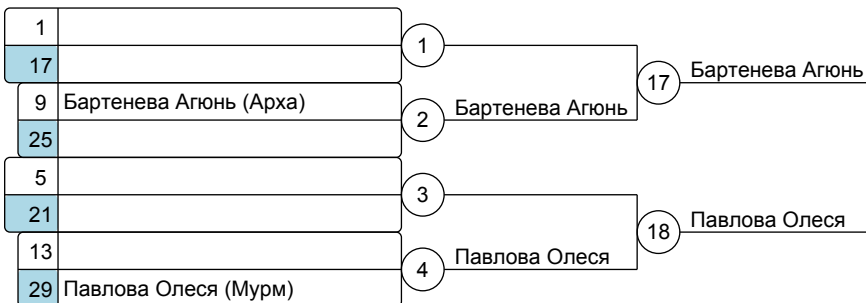 1
17
1
9 Бартенева Агюнь (Арха)
25
2 Бартенева Агюнь
17 Бартенева Агюнь
5
21
3
13
29 Павлова Олеся (Мурм)
4 Павлова Олеся
18 Павлова Олеся